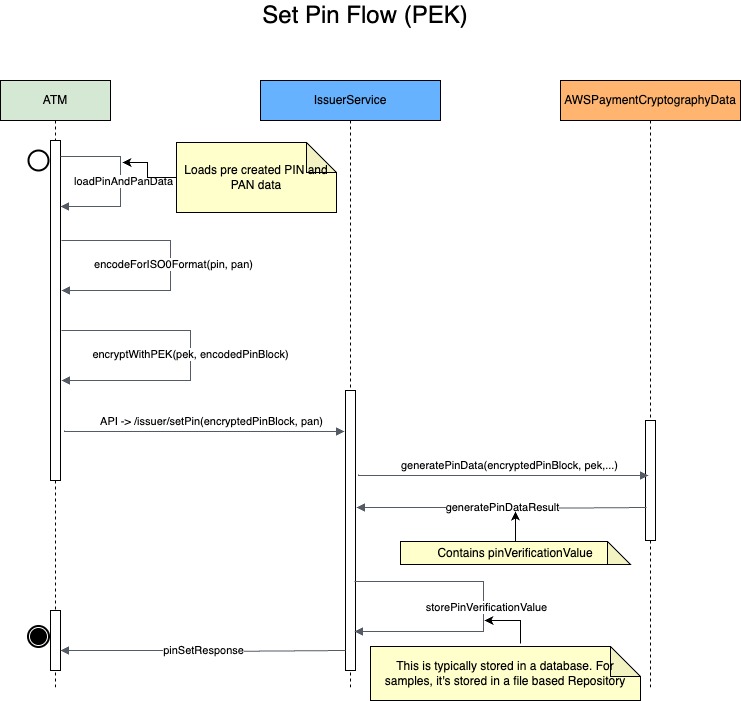 Set Pin Flow (PEK)
ATM
IssuerService
AWSPaymentCryptographyData
Loads pre created PIN and
PAN data
loadPinAndPanData
encodeForISO0Format(pin, pan)
encryptWithPEK(pek, encodedPinBlock)
API -> /issuer/setPin(encryptedPinBlock, pan)
generatePinData(encryptedPinBlock, pek,...)
generatePinDataResult
Contains pinVerificationValue
storePinVerificationValue
pinSetResponse
This is typically stored in a database. For
samples, it's stored in a file based Repository